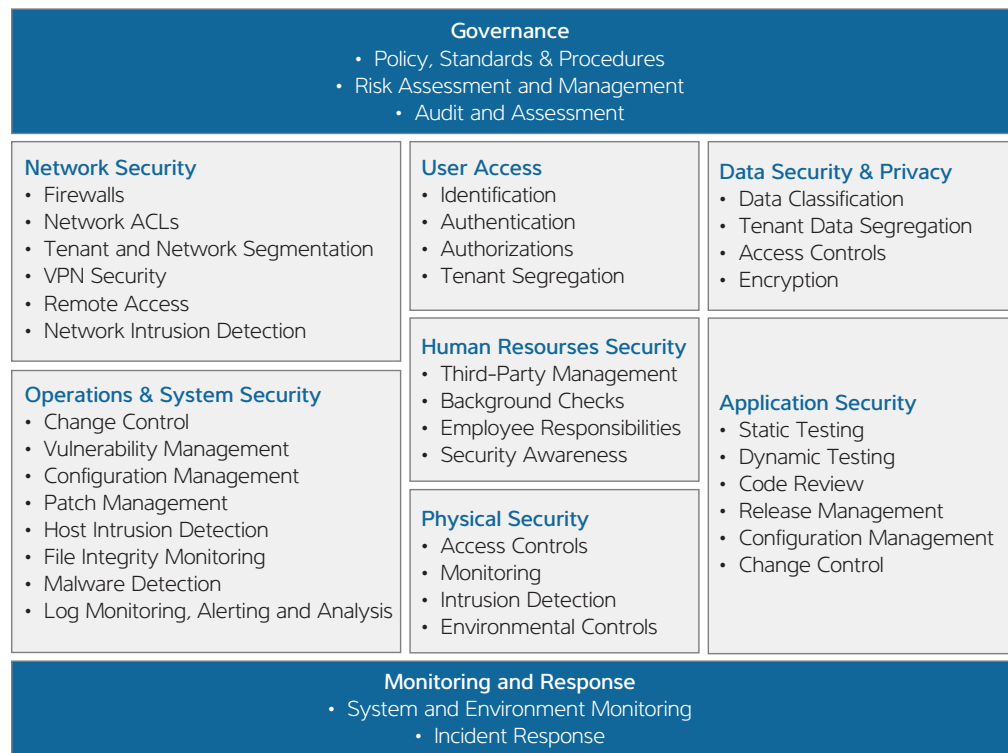 Governance
• Policy, Standards & Procedures
• Risk Assessment and Management
• Audit and Assessment
Network Security
• Firewalls
• Network ACLs
• Tenant and Network Segmentation
• VPN Security
• Remote Access
• Network Intrusion Detection
Operations & System Security
• Change Control
• Vulnerability Management
• Configuration Management
• Patch Management
• Host Intrusion Detection
• File Integrity Monitoring
• Malware Detection
• Log Monitoring, Alerting and Analysis
User Access
• Identification
• Authentication
• Authorizations
• Tenant Segregation
Human Resourses Security
• Third-Party Management
• Background Checks
• Employee Responsibilities
• Security Awareness
Physical Security
• Access Controls
• Monitoring
• Intrusion Detection
• Environmental Controls
Data Security & Privacy
• Data Classification
• Tenant Data Segregation
• Access Controls
• Encryption
Application Security
• Static Testing
• Dynamic Testing
• Code Review
• Release Management
• Configuration Management
• Change Control
Monitoring and Response
• System and Environment Monitoring
• Incident Response